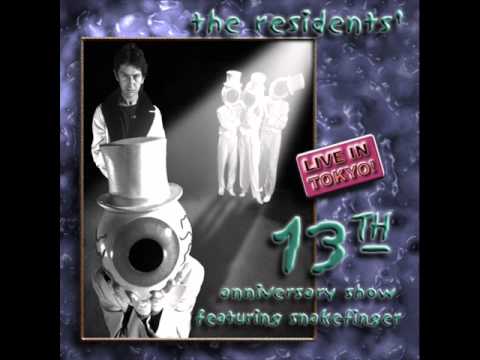 the residents'
LIVE IN
TOKYO!
13TH
anniversary show
featuring snakefinger